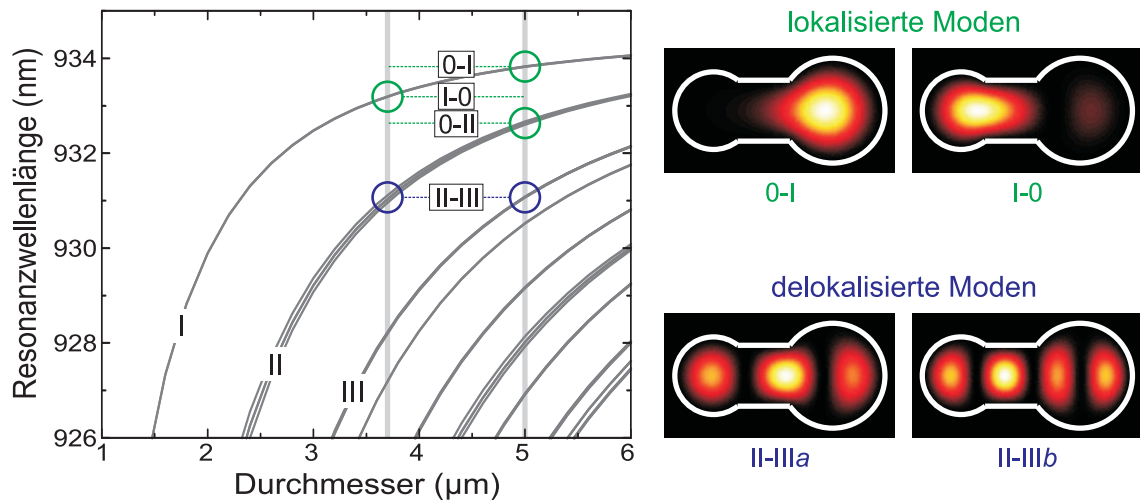 Resonanzwellenlänge (nm)
934
932
930
928
926
1
2
3
4
5
6
Durchmesser (µm)
I
II
III
0-I
I-0
0-II
II-III
lokalisierte Moden
0-I
I-0
delokalisierte Moden
II-IIIa
II-IIIb